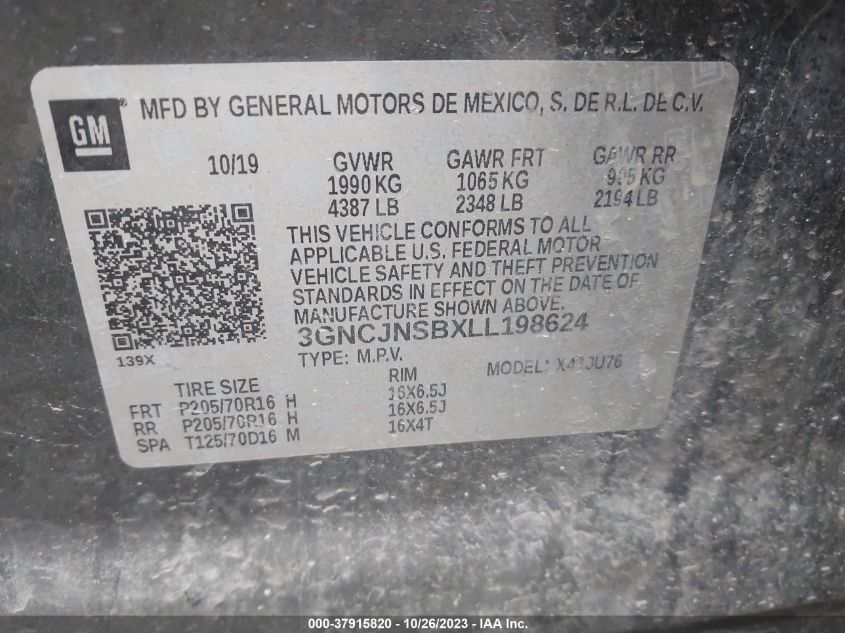 GM
MFD BY GENERAL MOTORS DE MEXICO, S. DE R.L. DE C.V.
10/19 GVWR GAWR FRT GAWR RR
1990 KG 1065 KG 995 KG
4387 LB 2348 LB 2194 LB
THIS VEHICLE CONFORMS TO ALL
APPLICABLE U.S. FEDERAL MOTOR
VEHICLE SAFETY AND THEFT PREVENTION
STANDARDS IN EFFECT ON THE DATE OF
MANUFACTURE SHOWN ABOVE.
3GNCJNSBXLL198624
139X TYPE: M.P.V. MODEL:
TIRE SIZE RIM
FRT P205/70R16 H 16X6.5J
RR P205/70R16 H 16X6.5J
SPA T125/70D16 M 16X4T
000-37915820 - 10/26/2023 - Copyright © IAA, Inc.